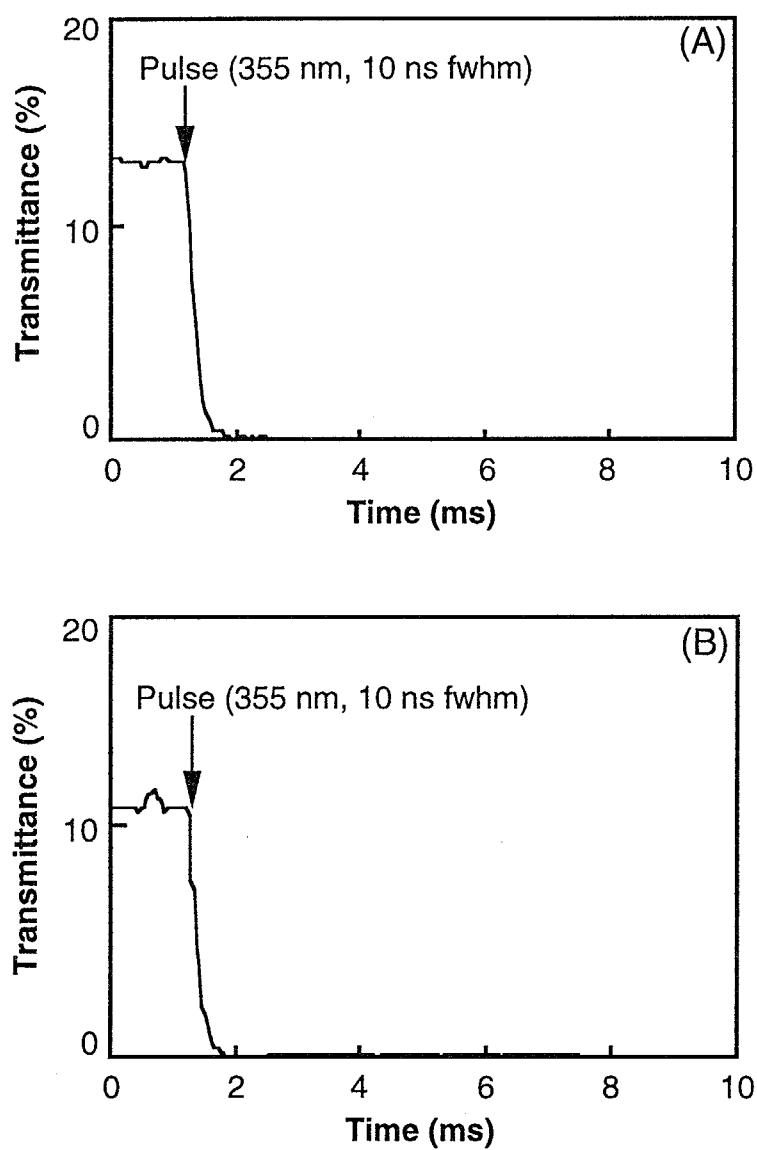 20
(A)
Pulse (355 nm, 10 ns fwhm)
Transmittance (%)
10
0
0 2 4 6 8 10
Time (ms)
20
(B)
Pulse (355 nm, 10 ns fwhm)
Transmittance (%)
10
0
0 2 4 6 8 10
Time (ms)